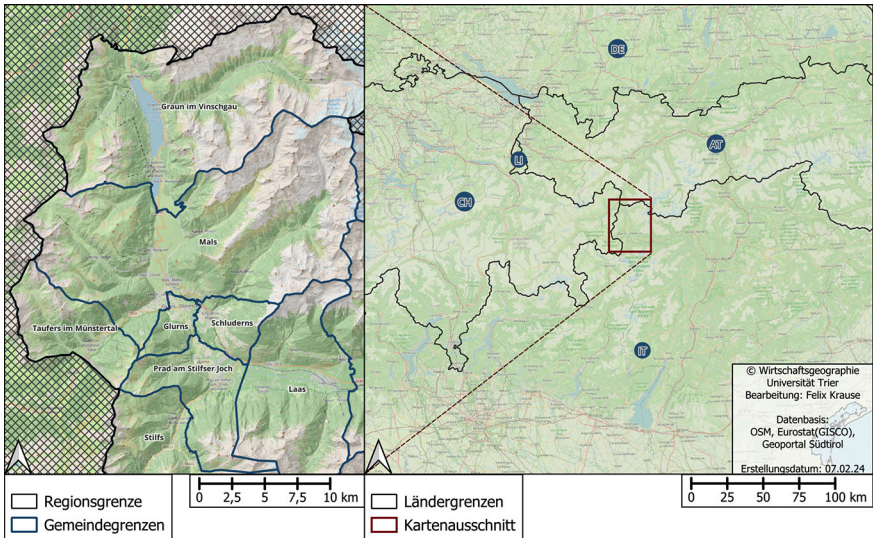 Graun im Vinschgau
Mals
Taufers im Münstertal
Glurns
Schluderns
Prad am Stilfser Joch
Laas
Stilfs
DE
AT
LI
CH
IT
© Wirtschaftsgeographie
Universität Trier
Bearbeitung: Felix Krause
Datenbasis:
OSM, Eurostat(GISCO),
Geoportal Südtirol
Erstellungsdatum: 07.02.24
Regionsgrenze
Gemeindegrenzen
0 2,5 5 7,5 10 km
Ländergrenzen
Kartenausschnitt
0 25 50 75 100 km